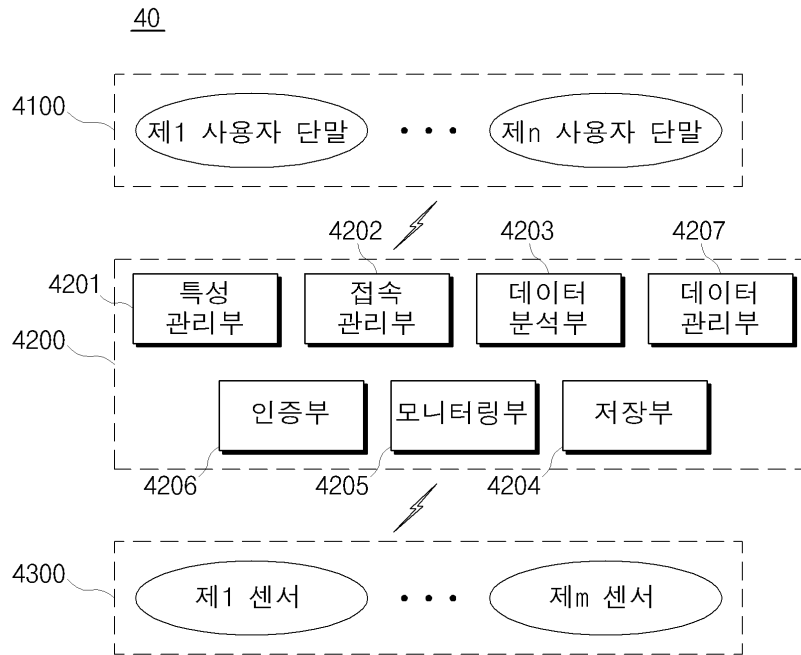 40
4100
제1 사용자 단말
제n 사용자 단말
4202
4203
4207
4201
특성
관리부
접속
관리부
데이터
분석부
데이터
관리부
4200
인증부
모니터링부
저장부
4206
4205
4204
4300
제1 센서
제m 센서